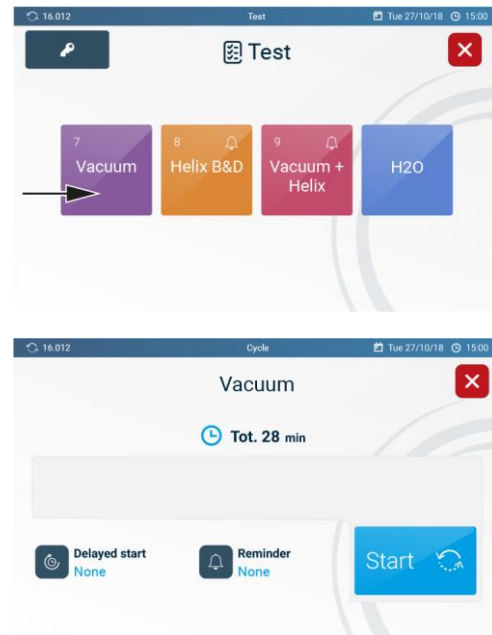 16.012 Test Tue 27/10/18 15:00
Test
7 8 9
Vacuum Helix B&D Vacuum + Helix H2O
16.012 Cycle Tue 27/10/18 15:00
Vacuum
Tot. 28 min
Delayed start Reminder Start
None None